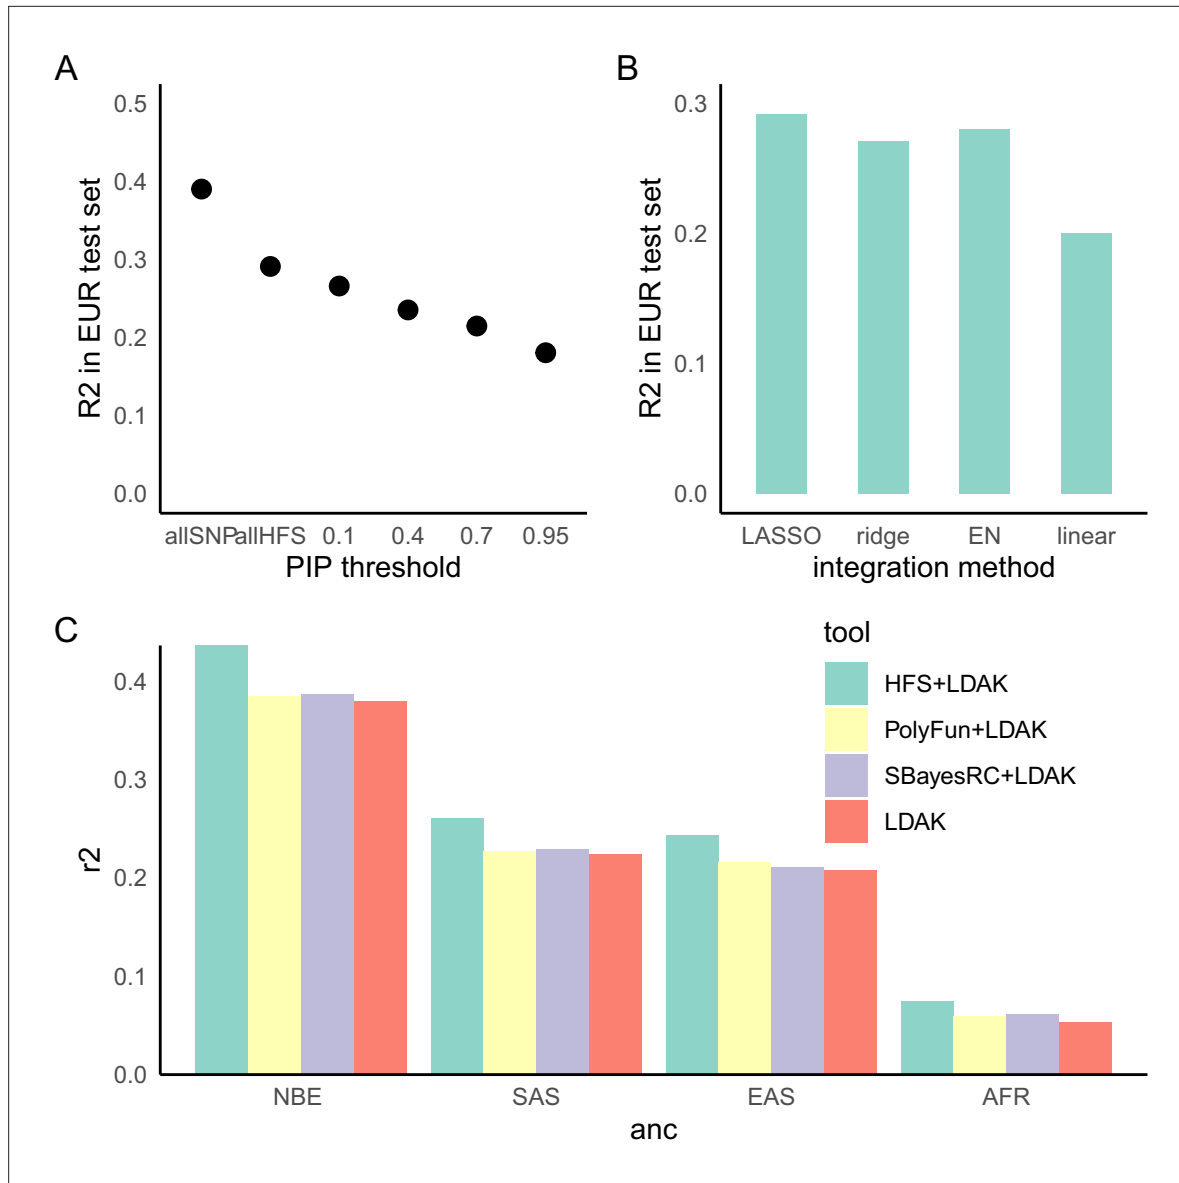 A
R2 in EUR test set
0.5
0.4
0.3
0.2
0.1
0.0
allSNP allHFS 0.1 0.4 0.7 0.95
PIP threshold
B
R2 in EUR test set
0.3
0.2
0.1
0.0
LASSO ridge EN linear
integration method
C
r2
0.4
0.3
0.2
0.1
0.0
NBE SAS EAS AFR
anc
tool
HFS+LDAK
PolyFun+LDAK
SBayesRC+LDAK
LDAK